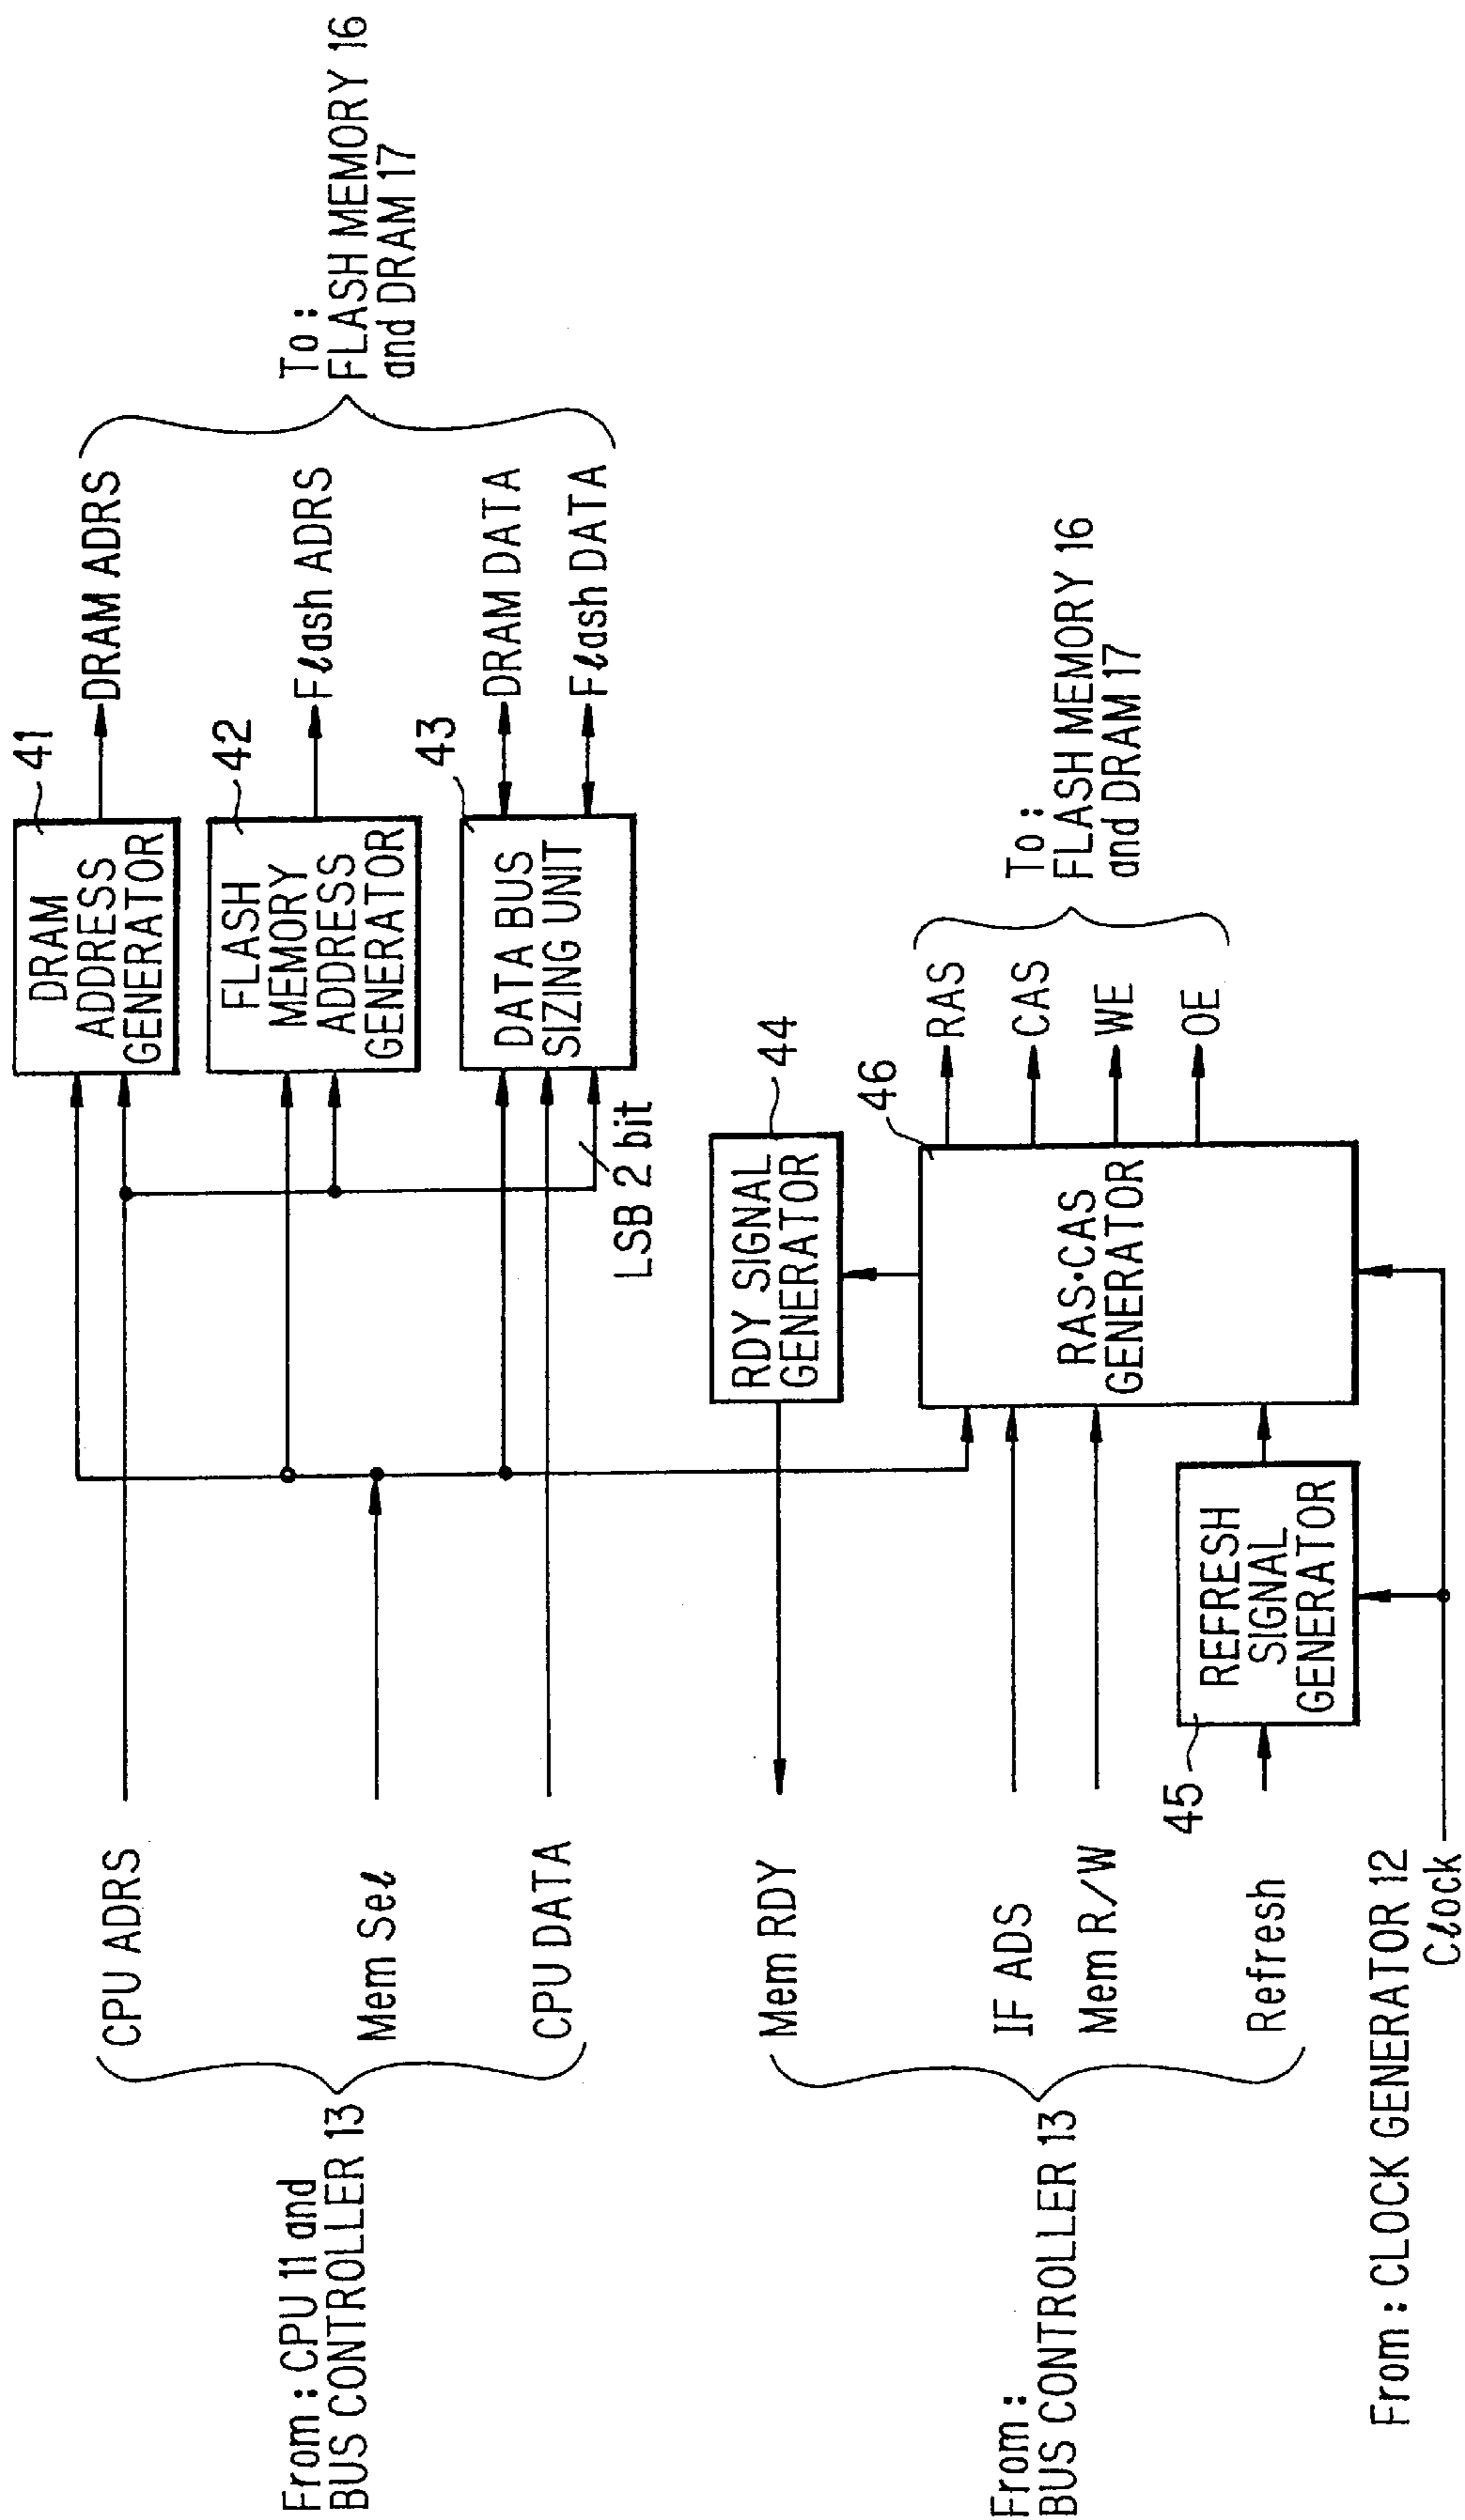 From : CPU 11 and
BUS CONTROLLER 13
CPU ADRS
Mem Sel
CPU DATA
DRAM
ADDRESS
GENERATOR
41
DRAM ADRS
FLASH
MEMORY
ADDRESS
GENERATOR
42
Flash ADRS
DATA BUS
SIZING UNIT
43
DRAM DATA
Flash DATA
LSB 2 bit
To :
FLASH MEMORY 16
and DRAM 17
From :
BUS CONTROLLER 13
Mem RDY
IF ADS
Mem R/W
Refresh
RDY SIGNAL
GENERATOR
44
RAS·CAS
GENERATOR
46
REFRESH
SIGNAL
GENERATOR
45
RAS
CAS
WE
OE
To :
FLASH MEMORY 16
and DRAM 17
From : CLOCK GENERATOR 12
Clock